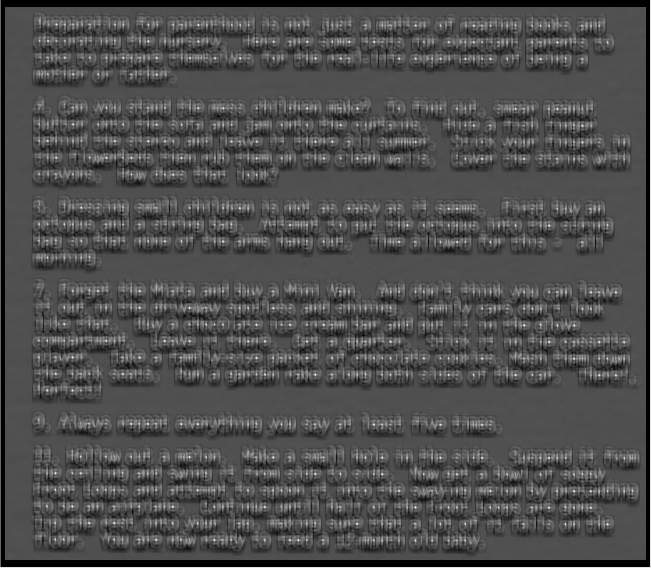 Preparation for parenthood is not just a matter of reading books and
decorating the nursery. Here are some tests for expectant parents to
take to prepare themselves for the real-life experience of being a
mother or father.
4. Can you stand the mess children make? To find out, smear peanut
butter onto the sofa and jam onto the curtains. Hide a fish finger
behind the stereo and leave it there all summer. Stick your fingers in
the flowerbeds then rub them on the clean walls. Cover the stains with
crayons. How does that look?
5. Dressing small children is not as easy as it seems. First buy an
octopus and a string bag. Attempt to put the octopus into the string
bag so that none of the arms hang out. Time allowed for this - all
morning.
7. Forget the Miata and buy a Mini Van. And don't think you can leave
it out in the driveway spotless and shining. Family cars don't look
like that. Buy a chocolate ice cream bar and put it in the glove
compartment. Leave it there. Get a quarter. Stick it in the cassette
player. Take a family-size packet of chocolate cookies. Mash them down
the back seats. Run a garden rake along both sides of the car. There.
Perfect!
9. Always repeat everything you say at least five times.
11. Hollow out a melon. Make a small hole in the side. Suspend it from
the ceiling and swing it from side to side. Now get a bowl of soggy
Froot Loops and attempt to spoon it into the swaying melon by pretending
to be an airplane. Continue until half of the Froot Loops are gone.
Tip the rest into your lap, making sure that a lot of it falls on the
floor. You are now ready to feed a 12-month old baby.